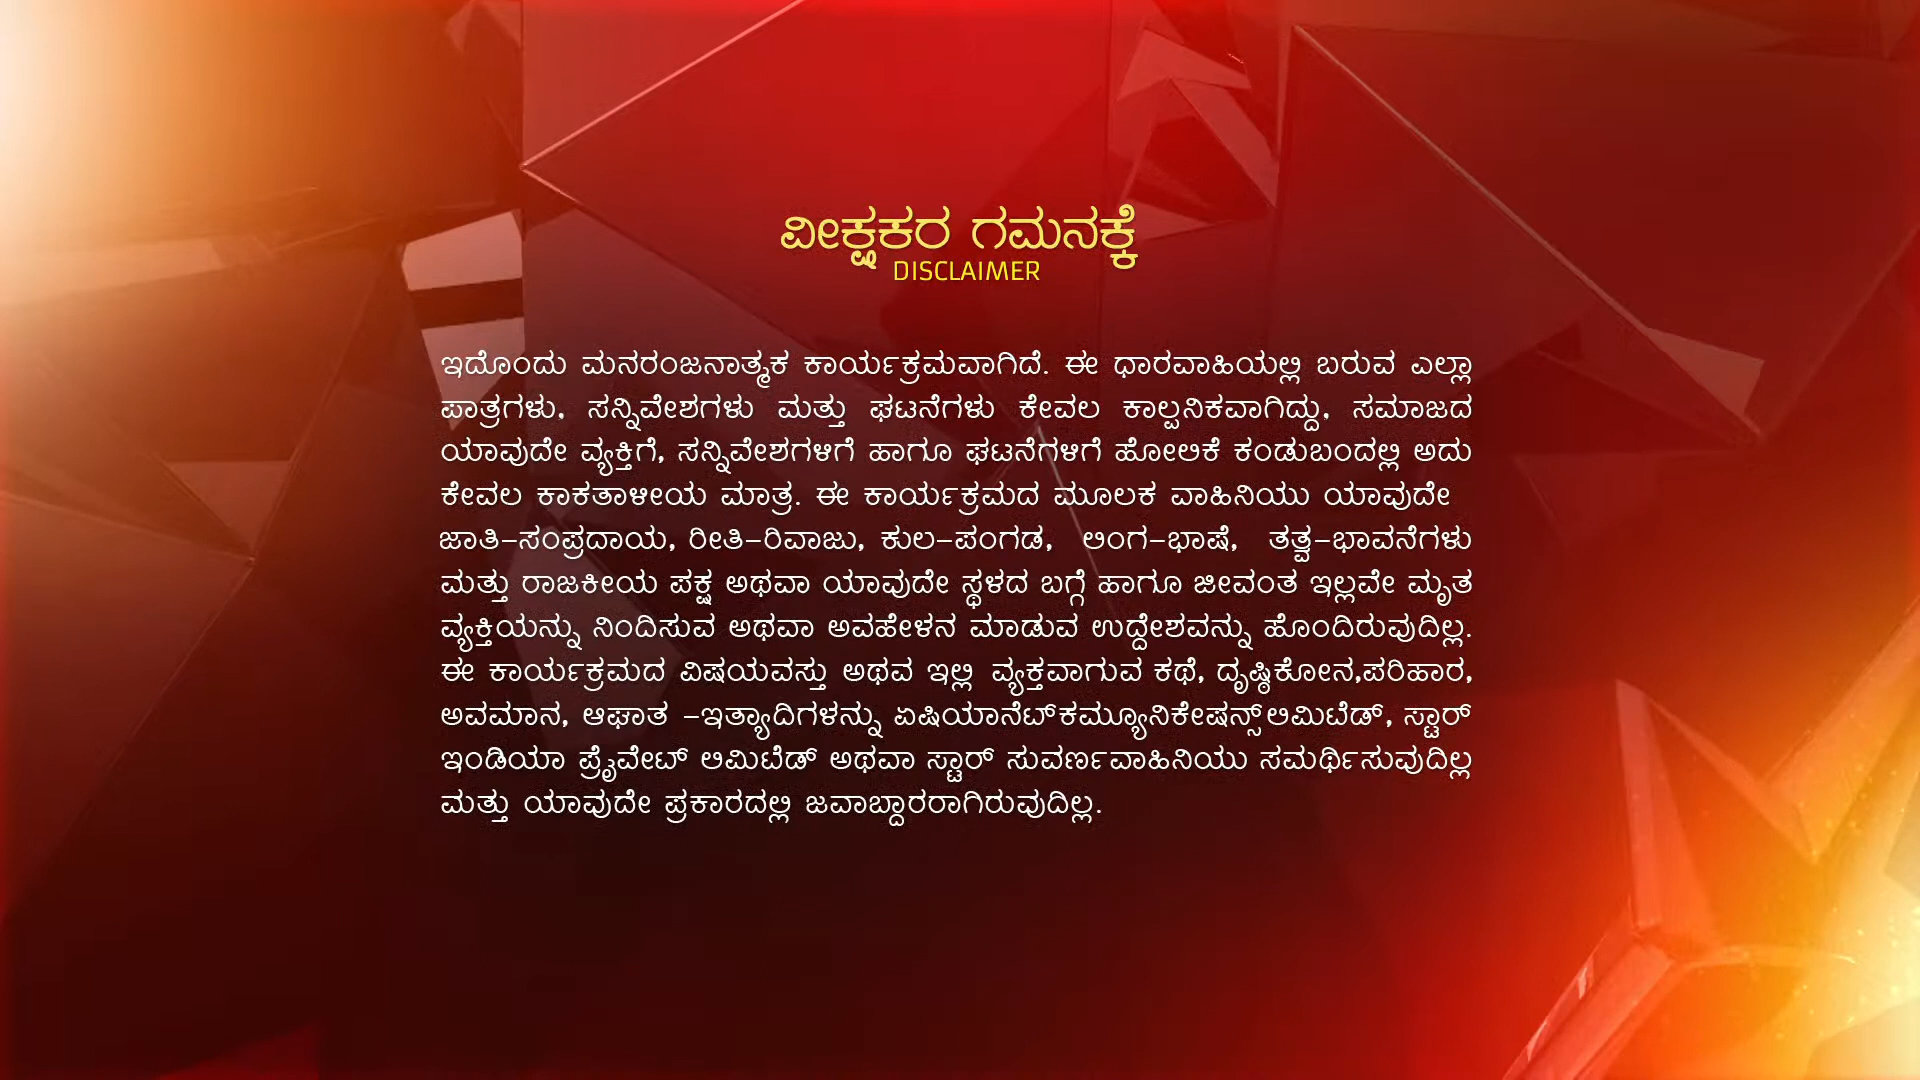 ವೀಕ್ಷಕರ ಗಮನಕ್ಕೆ
DISCLAIMER
ಇದೊಂದು ಮನರಂಜನಾತ್ಮಕ ಕಾರ್ಯಕ್ರಮವಾಗಿದೆ. ಈ ಧಾರವಾಹಿಯಲ್ಲಿ ಬರುವ ಎಲ್ಲಾ
ಪಾತ್ರಗಳು, ಸನ್ನಿವೇಶಗಳು ಮತ್ತು ಘಟನೆಗಳು ಕೇವಲ ಕಾಲ್ಪನಿಕವಾಗಿದ್ದು, ಸಮಾಜದ
ಯಾವುದೇ ವ್ಯಕ್ತಿಗೆ, ಸನ್ನಿವೇಶಗಳಿಗೆ ಹಾಗೂ ಘಟನೆಗಳಿಗೆ ಹೋಲಿಕೆ ಕಂಡುಬಂದಲ್ಲಿ ಅದು
ಕೇವಲ ಕಾಕತಾಳೀಯ ಮಾತ್ರ. ಈ ಕಾರ್ಯಕ್ರಮದ ಮೂಲಕ ವಾಹಿನಿಯು ಯಾವುದೇ
ಜಾತಿ-ಸಂಪ್ರದಾಯ, ರೀತಿ-ರಿವಾಜು, ಕುಲ-ಪಂಗಡ, ಲಿಂಗ-ಭಾಷೆ, ತತ್ವ-ಭಾವನೆಗಳು
ಮತ್ತು ರಾಜಕೀಯ ಪಕ್ಷ ಅಥವಾ ಯಾವುದೇ ಸ್ಥಳದ ಬಗ್ಗೆ ಹಾಗೂ ಜೀವಂತ ಇಲ್ಲವೇ ಮೃತ
ವ್ಯಕ್ತಿಯನ್ನು ನಿಂದಿಸುವ ಅಥವಾ ಅವಹೇಳನ ಮಾಡುವ ಉದ್ದೇಶವನ್ನು ಹೊಂದಿರುವುದಿಲ್ಲ.
ಈ ಕಾರ್ಯಕ್ರಮದ ವಿಷಯವಸ್ತು ಅಥವ ಇಲ್ಲಿ ವ್ಯಕ್ತವಾಗುವ ಕಥೆ, ದೃಷ್ಠಿಕೋನ,ಪರಿಹಾರ,
ಅವಮಾನ, ಆಘಾತ -ಇತ್ಯಾದಿಗಳನ್ನು ಏಷಿಯಾನೆಟ್‌ಕಮ್ಯೂನಿಕೇಷನ್ಸ್‌ಲಿಮಿಟೆಡ್, ಸ್ಟಾರ್
ಇಂಡಿಯಾ ಪ್ರೈವೇಟ್ ಲಿಮಿಟೆಡ್ ಅಥವಾ ಸ್ಟಾರ್ ಸುವರ್ಣವಾಹಿನಿಯು ಸಮರ್ಥಿಸುವುದಿಲ್ಲ
ಮತ್ತು ಯಾವುದೇ ಪ್ರಕಾರದಲ್ಲಿ ಜವಾಬ್ದಾರರಾಗಿರುವುದಿಲ್ಲ.